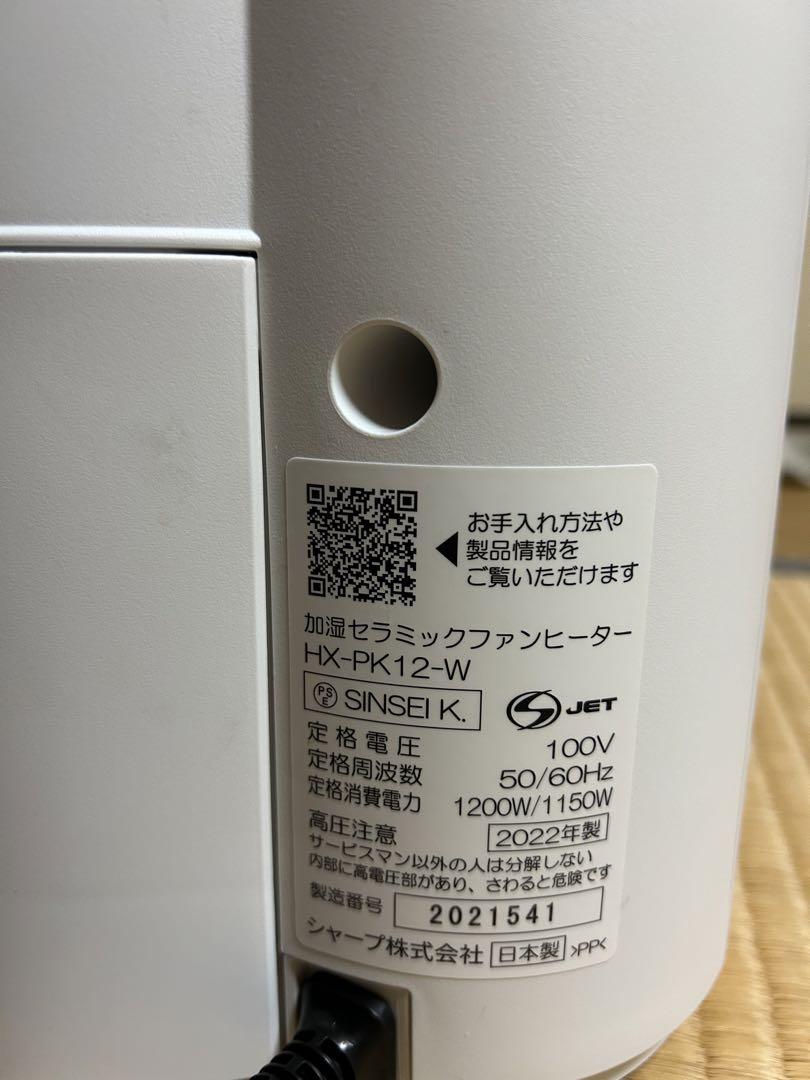 お手入れ方法や
製品情報を
ご覧いただけます
加湿セラミックファンヒーター
HX-PK12-W
PSE SINSEI K. S JET
定格電圧 100V
定格周波数 50/60Hz
定格消費電力 1200W/1150W
高圧注意 2022年製
サービスマン以外の人は分解しない
内部に高電圧部があり、さわると危険です
製造番号 2021541
シャープ株式会社 日本製 >PP<